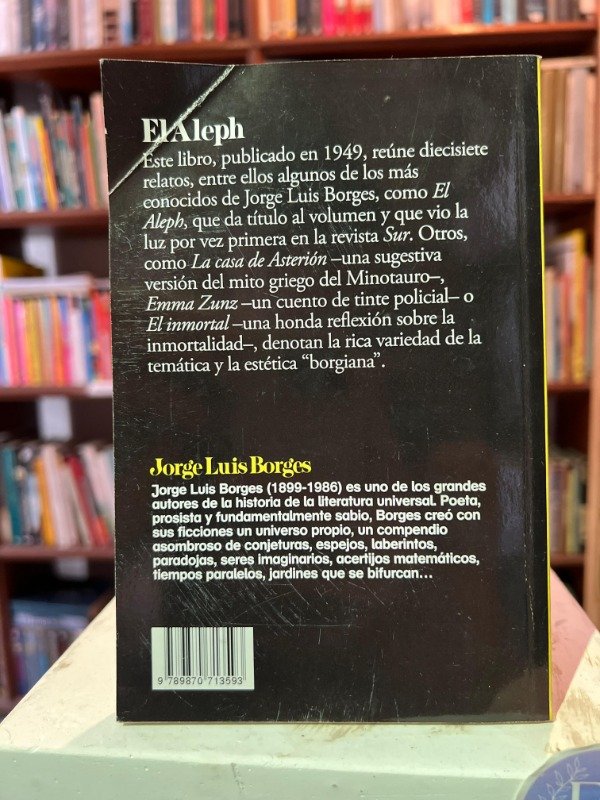 El Aleph
Este libro, publicado en 1949, reúne diecisiete
relatos, entre ellos algunos de los más
conocidos de Jorge Luis Borges, como El
Aleph, que da título al volumen y que vio la
luz por vez primera en la revista Sur. Otros,
como La casa de Asterión –una sugestiva
versión del mito griego del Minotauro–,
Emma Zunz –un cuento de tinte policial– o
El inmortal –una honda reflexión sobre la
inmortalidad–, denotan la rica variedad de la
temática y la estética “borgiana”.
Jorge Luis Borges
Jorge Luis Borges (1899-1986) es uno de los grandes
autores de la historia de la literatura universal. Poeta,
prosista y fundamentalmente sabio, Borges creó con
sus ficciones un universo propio, un compendio
asombroso de conjeturas, espejos, laberintos,
paradojas, seres imaginarios, acertijos matemáticos,
tiempos paralelos, jardines que se bifurcan...
9 789870 713593